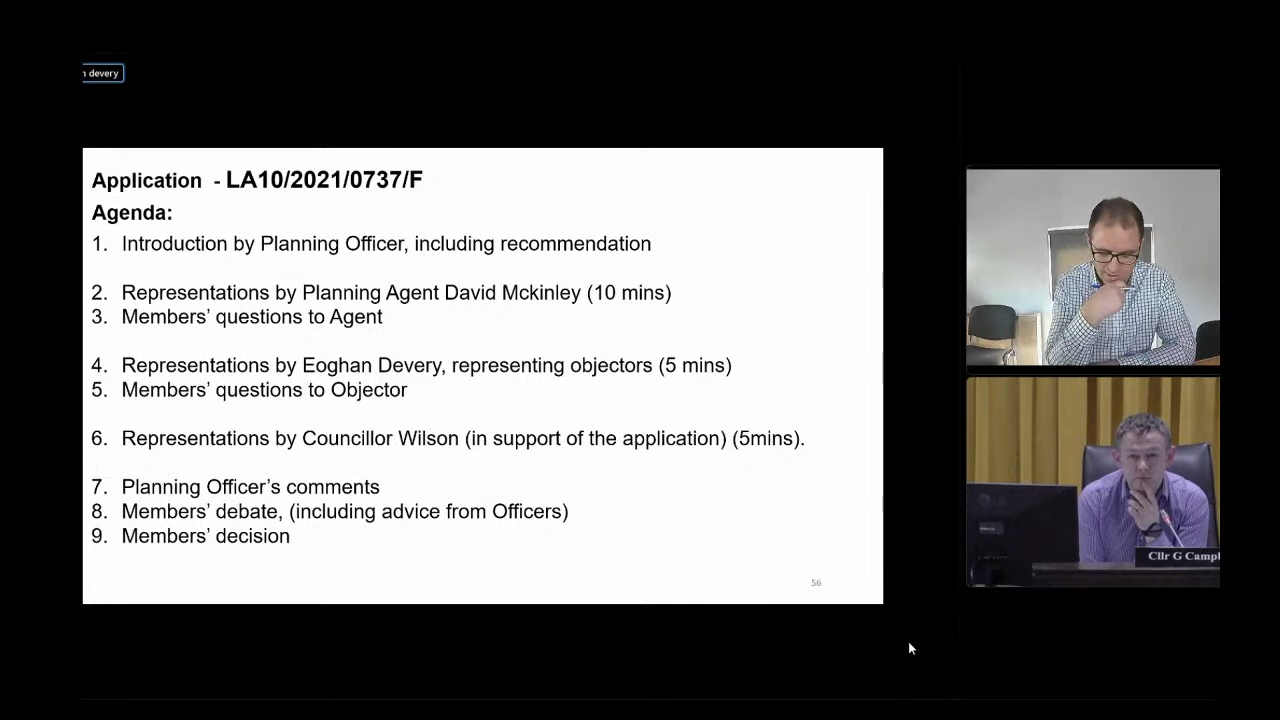 devery
Application - LA10/2021/0737/F
Agenda:
1. Introduction by Planning Officer, including recommendation
2. Representations by Planning Agent David Mckinley (10 mins)
3. Members' questions to Agent
4. Representations by Eoghan Devery, representing objectors (5 mins)
5. Members' questions to Objector
6. Representations by Councillor Wilson (in support of the application) (5mins).
7. Planning Officer's comments
8. Members' debate, (including advice from Officers)
9. Members' decision
56
Cllr G Campb